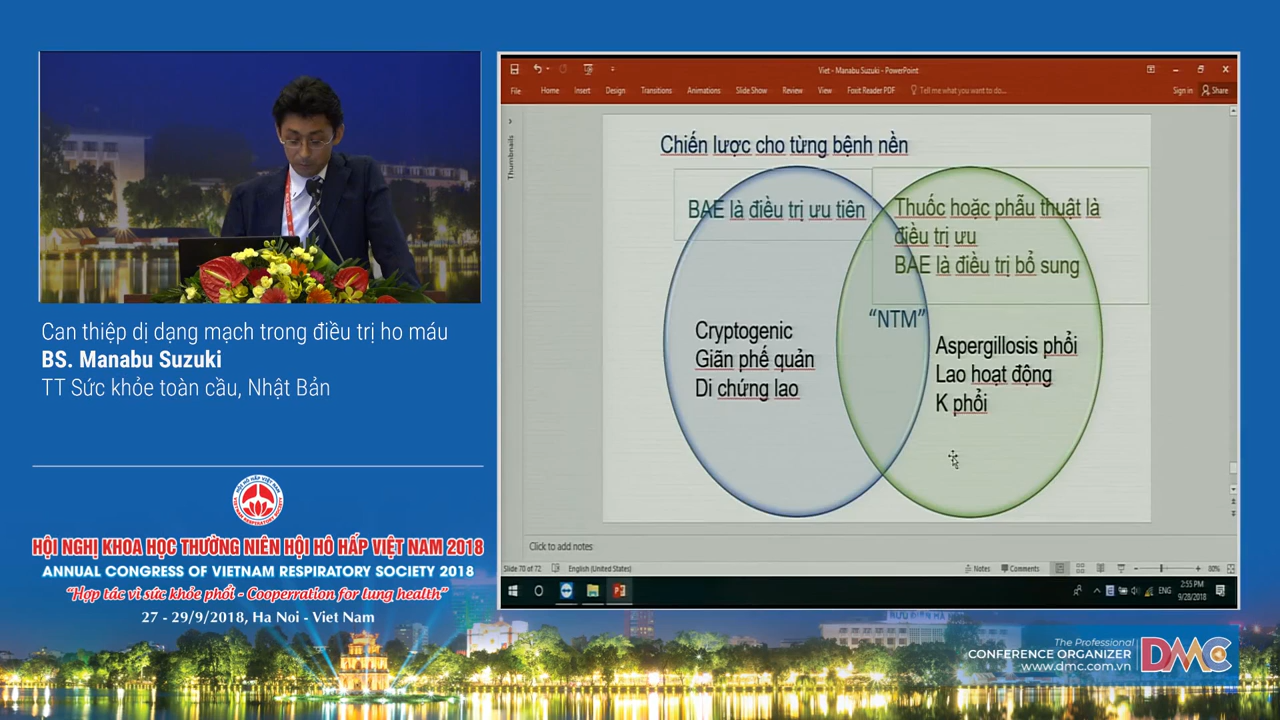 Viet - Manabu Suzuki - PowerPoint
File Home Insert Design Transitions Animations Slide Show Review View Foxit Reader PDF Tell me what you want to do... Sign in Share
Thumbnails
Chiến lược cho từng bệnh nền
BAE là điều trị ưu tiên
Thuốc hoặc phẫu thuật là
điều trị ưu
BAE là điều trị bổ sung
“NTM”
Cryptogenic
Giãn phế quản
Di chứng lao
Aspergillosis phổi
Lao hoạt động
K phổi
Click to add notes
Slide 70 of 72 English (United States) Notes Comments 80%
ENG
2:55 PM
9/28/2018
Can thiệp dị dạng mạch trong điều trị ho máu
BS. Manabu Suzuki
TT Sức khỏe toàn cầu, Nhật Bản
HỘI HÔ HẤP VIỆT NAM
VIETNAM RESPIRATORY SOCIETY
HỘI NGHỊ KHOA HỌC THƯỜNG NIÊN HỘI HÔ HẤP VIỆT NAM 2018
ANNUAL CONGRESS OF VIETNAM RESPIRATORY SOCIETY 2018
“Hợp tác vì sức khỏe phổi - Cooperration for lung health”
27 - 29/9/2018, Ha Noi - Viet Nam
The Professional
CONFERENCE ORGANIZER
www.dmc.com.vn
DMC